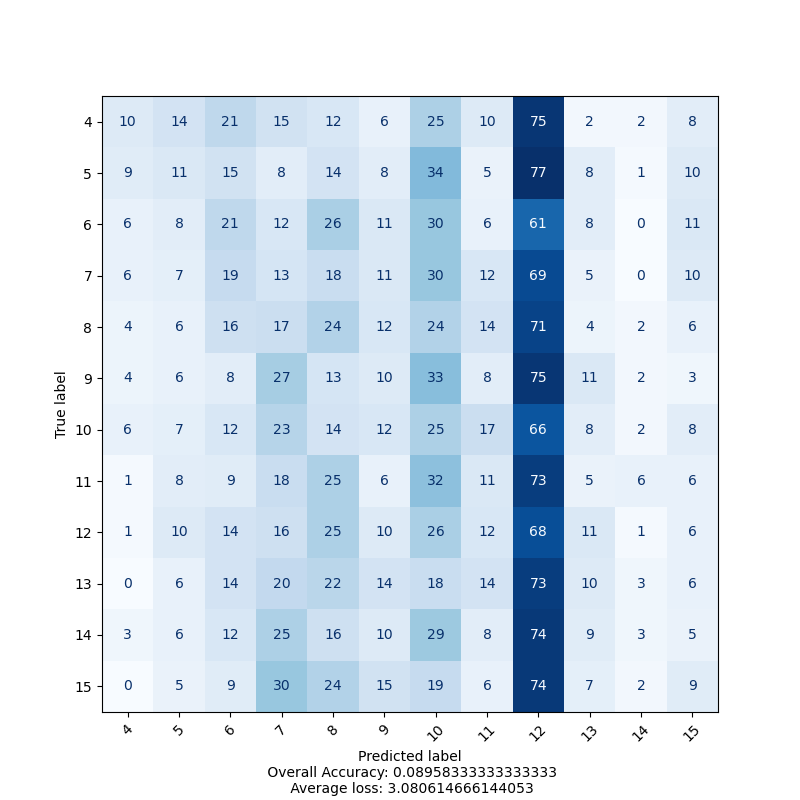 4 10 14 21 15 12 6 25 10 75 2 2 8
5 9 11 15 8 14 8 34 5 77 8 1 10
6 6 8 21 12 26 11 30 6 61 8 0 11
7 6 7 19 13 18 11 30 12 69 5 0 10
8 4 6 16 17 24 12 24 14 71 4 2 6
9 4 6 8 27 13 10 33 8 75 11 2 3
True label
10 6 7 12 23 14 12 25 17 66 8 2 8
11 1 8 9 18 25 6 32 11 73 5 6 6
12 1 10 14 16 25 10 26 12 68 11 1 6
13 0 6 14 20 22 14 18 14 73 10 3 6
14 3 6 12 25 16 10 29 8 74 9 3 5
15 0 5 9 30 24 15 19 6 74 7 2 9
4 5 6 7 8 9 10 11 12 13 14 15
Predicted label
Overall Accuracy: 0.08958333333333333
Average loss: 3.080614666144053